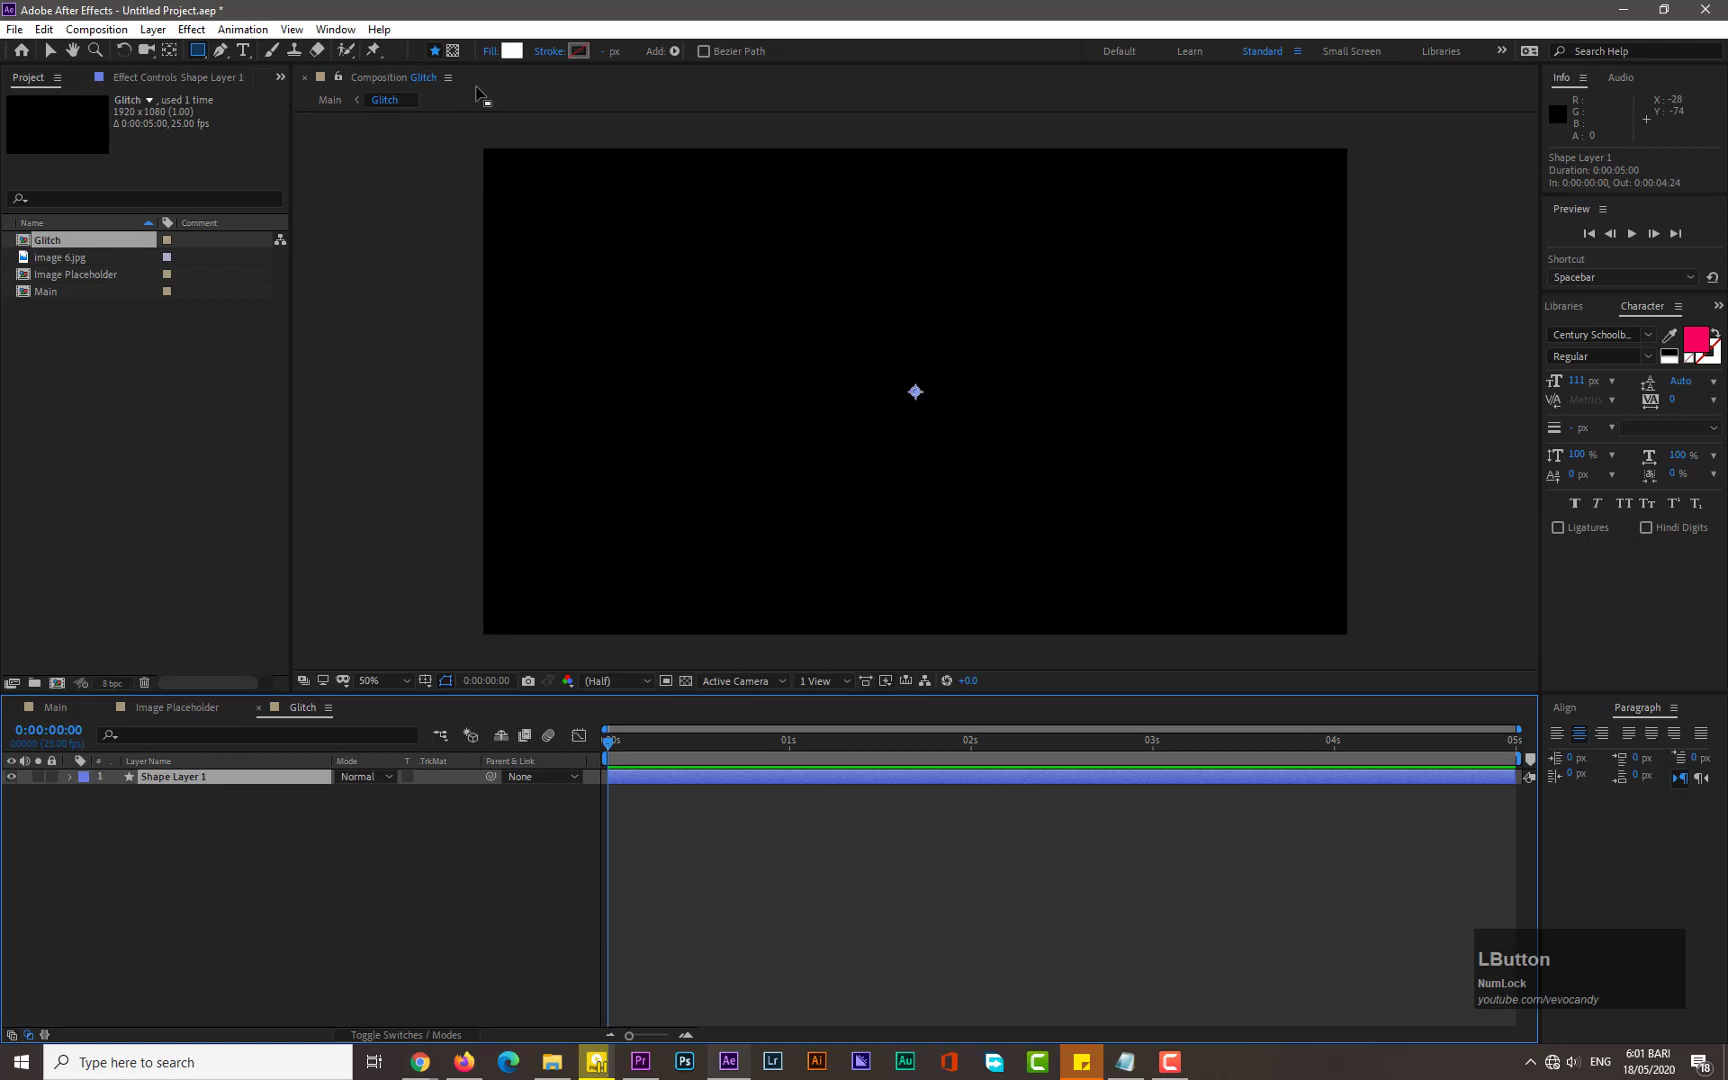 Adobe After Effects - Untitled Project.aep *
File Edit Composition Layer Effect Animation View Window Help
Fill: Stroke: - px Add: Bezier Path Default Learn Standard Small Screen Libraries Search Help
Project Effect Controls Shape Layer 1
Composition Glitch
Info Audio
Main Glitch
Glitch , used 1 time
1920 x 1080 (1.00)
Δ 0:00:05:00, 25.00 fps
R :
G :
B :
A : 0
X : -28
Y : -74
Shape Layer 1
Duration: 0:00:05:00
In: 0:00:00:00, Out: 0:00:04:24
Preview
Name Comment
Glitch
image 6.jpg
Image Placeholder
Main
Shortcut
Spacebar
Libraries Character
Century Schoolb...
Regular
111 px Auto
Metrics 0
- px
100 % 100 %
0 px 0 %
T T TT Tt T¹ T₁
Ligatures Hindi Digits
8 bpc
50% 0:00:00:00 (Half) Active Camera 1 View +0.0
Main Image Placeholder Glitch
Align Paragraph
0:00:00:00
00000 (25.00 fps)
00s 01s 02s 03s 04s 05s
# Layer Name Mode T .TrkMat Parent & Link
1 Shape Layer 1 Normal None
0 px 0 px 0 px
0 px 0 px
LButton
NumLock
youtube.com/vevocandy
Toggle Switches / Modes
Type here to search
ENG
6:01 BARI
18/05/2020
18